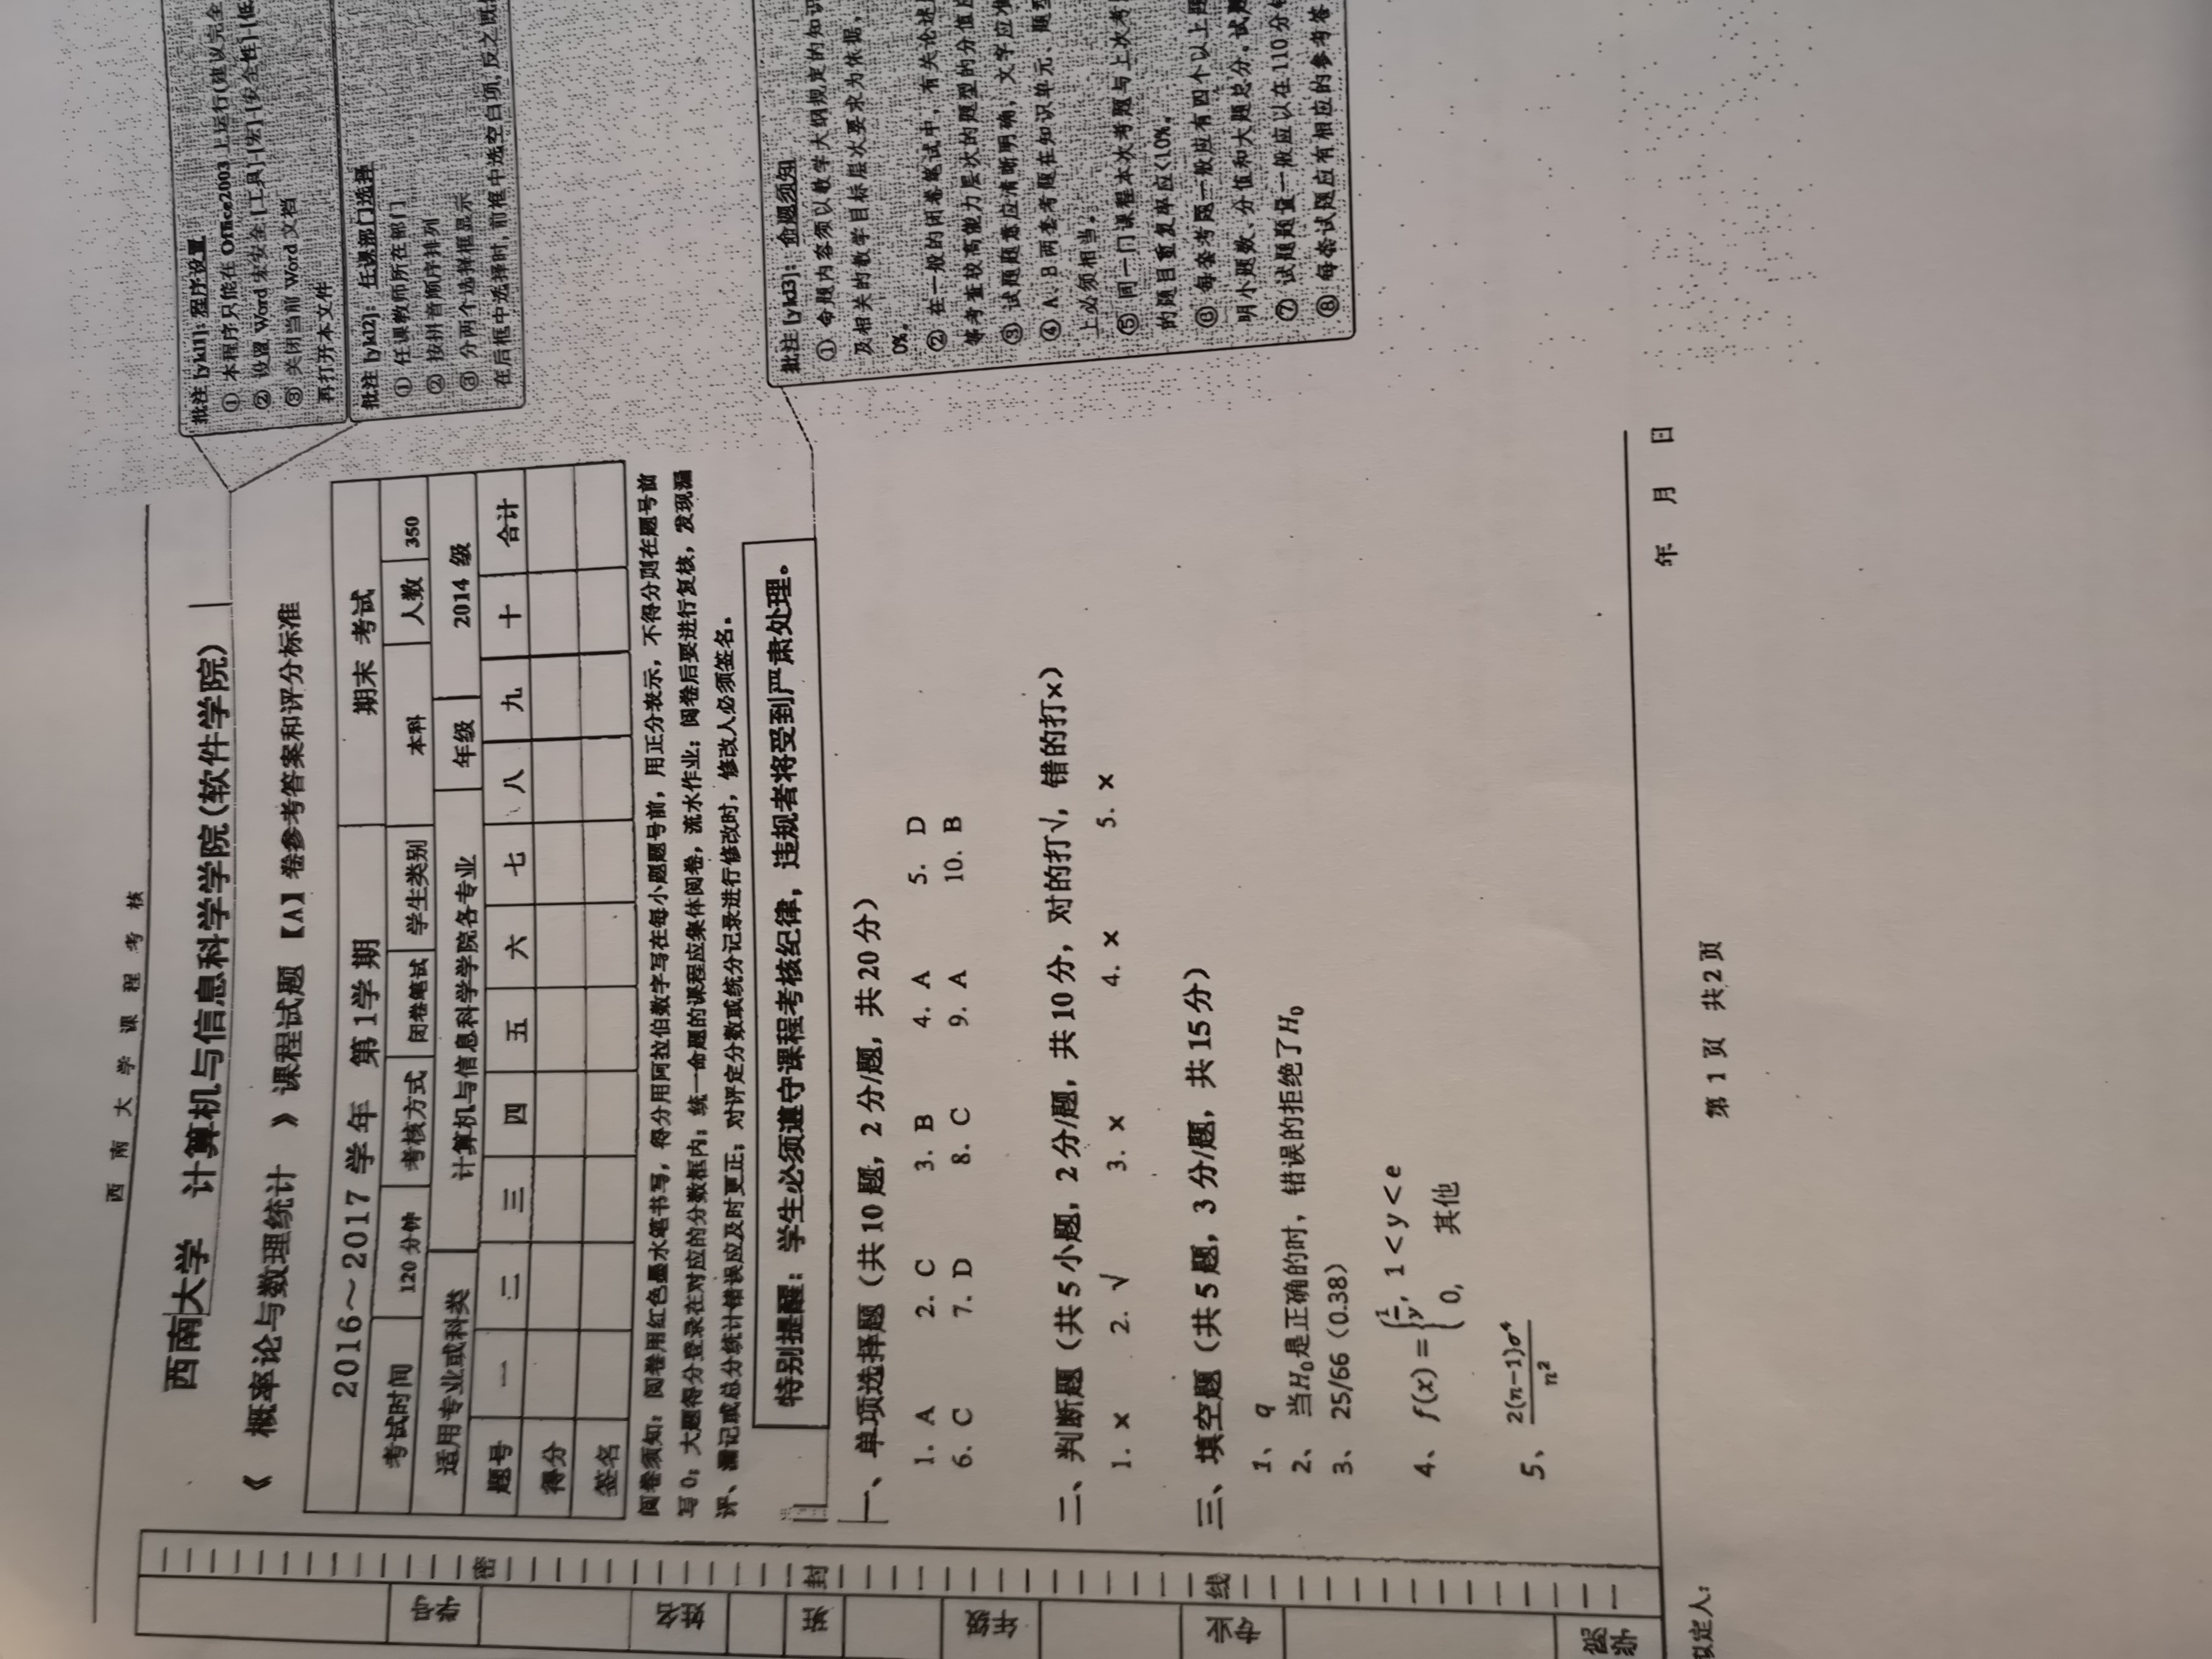 西南大学课程考核
西南大学 计算机与信息科学学院(软件学院)
《 概率论与数理统计 》课程试题【A】卷参考答案和评分标准
2016～2017 学年 第1学期 期末 考试
考试时间 120 分钟 考核方式 闭卷笔试 学生类别 本科 人数 350
适用专业或科类 计算机与信息科学学院各专业 年级 2014 级
题号 一 二 三 四 五 六 七 八 九 十 合计
得分
签名
阅卷须知：阅卷用红色墨水笔书写，得分用阿拉伯数字写在每小题题号前，用正分表示，不得分则在题号前
写0；大题得分登录在对应的分数框内；统一命题的课程应集体阅卷，流水作业；阅卷后要进行复核，发现漏
评、漏记或总分统计错误应及时更正；对评定分数或统分记录进行修改时，修改人必须签名。
特别提醒：学生必须遵守课程考核纪律，违规者将受到严肃处理。
一、单项选择题（共10题，2分/题，共20分）
1. A 2. C 3. B 4. A 5. D
6. C 7. D 8. C 9. A 10. B
二、判断题（共5小题，2分/题，共10分，对的打√，错的打×）
1. × 2. √ 3. × 4. × 5. ×
三、填空题（共5题，3分/题，共15分）
1、 9
2、 当H₀是正确的时，错误的拒绝了H₀
3、 25/66（0.38）
4、 f(x) = { 1/y, 1 < y < e
0, 其他
5、 2(n−1)σ⁴/n²
拟定人： 年 月 日
第 1 页 共 2 页
密
封
线
批注 [ykl1]：程序设置
① 本程序只能在 Office2003 上运行(建议完全
② 设置 Word 宏安全 [工具]-[宏]-[安全性]-[低
③ 关闭当前 Word 文档
再打开本文件
批注 [ykl2]：任课部门选择
① 任课教师所在部门
② 按拼音顺序排列
③ 分两个选择框显示
在后框中选择时,前框中选空白项,反之既
批注 [ykl3]：命题须知
① 命题内容须以教学大纲规定的知识
及相关的教学目标层次要求为依据，
0%。
② 在一般的闭卷笔试中，有关论述
等考查较高能力层次的题型的分值应
③ 试题题意应清晰明确，文字应准
④ A、B 两套考题在知识单元、题型
上必须相当。
⑤ 同一门课程本次考题与上次考
的题目重复率应<10%。
⑥ 每套考题一般应有四个以上题
明小题数、分值和大题总分。试题
⑦ 试题题量一般应以在 110 分钟
⑧ 每套试题应有相应的参考答